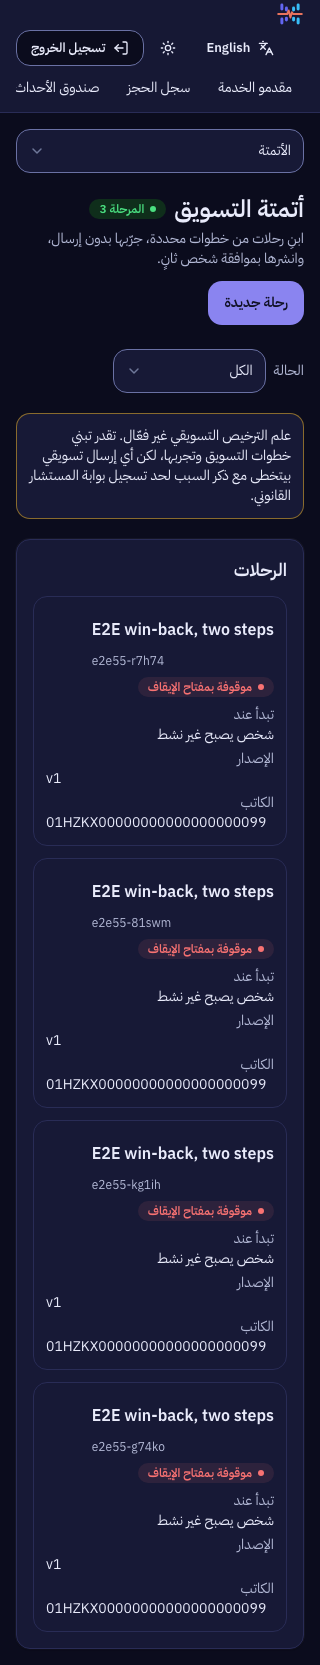 English
تسجيل الخروج
مقدمو الخدمة
سجل الحجز
صندوق الأحداث
الأتمتة
أتمتة التسويق
المرحلة 3
ابنِ رحلات من خطوات محددة، جرّبها بدون إرسال،
وانشرها بموافقة شخص ثانٍ.
رحلة جديدة
الحالة
الكل
علم الترخيص التسويقي غير فعّال. تقدر تبني
خطوات التسويق وتجربها، لكن أي إرسال تسويقي
بيتخطى مع ذكر السبب لحد تسجيل بوابة المستشار
القانوني.
الرحلات
E2E win-back, two steps
e2e55-r7h74
موقوفة بمفتاح الإيقاف
تبدأ عند
شخص يصبح غير نشط
الإصدار
v1
الكاتب
01HZKX00000000000000000099
E2E win-back, two steps
e2e55-81swm
موقوفة بمفتاح الإيقاف
تبدأ عند
شخص يصبح غير نشط
الإصدار
v1
الكاتب
01HZKX00000000000000000099
E2E win-back, two steps
e2e55-kg1ih
موقوفة بمفتاح الإيقاف
تبدأ عند
شخص يصبح غير نشط
الإصدار
v1
الكاتب
01HZKX00000000000000000099
E2E win-back, two steps
e2e55-g74ko
موقوفة بمفتاح الإيقاف
تبدأ عند
شخص يصبح غير نشط
الإصدار
v1
الكاتب
01HZKX00000000000000000099